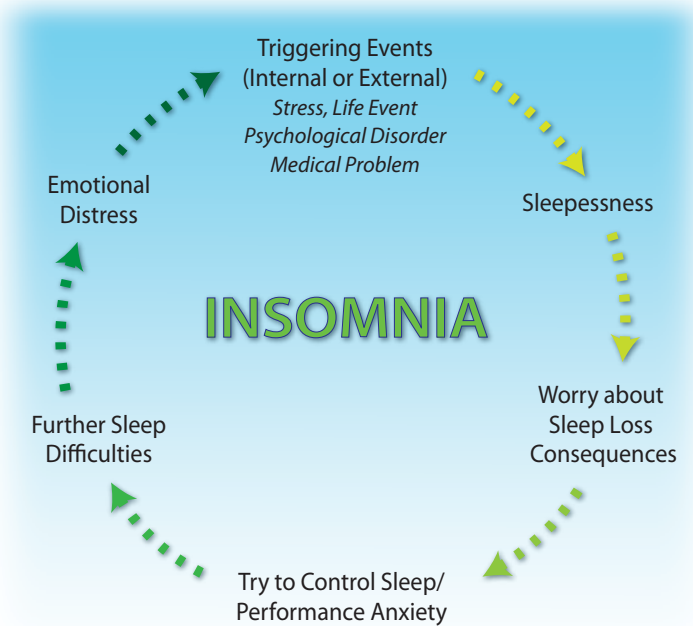 Triggering Events
(Internal or External)
Stress, Life Event
Psychological Disorder
Medical Problem
Sleepessness
Worry about
Sleep Loss
Consequences
Try to Control Sleep/
Performance Anxiety
Further Sleep
Difficulties
Emotional
Distress
INSOMNIA